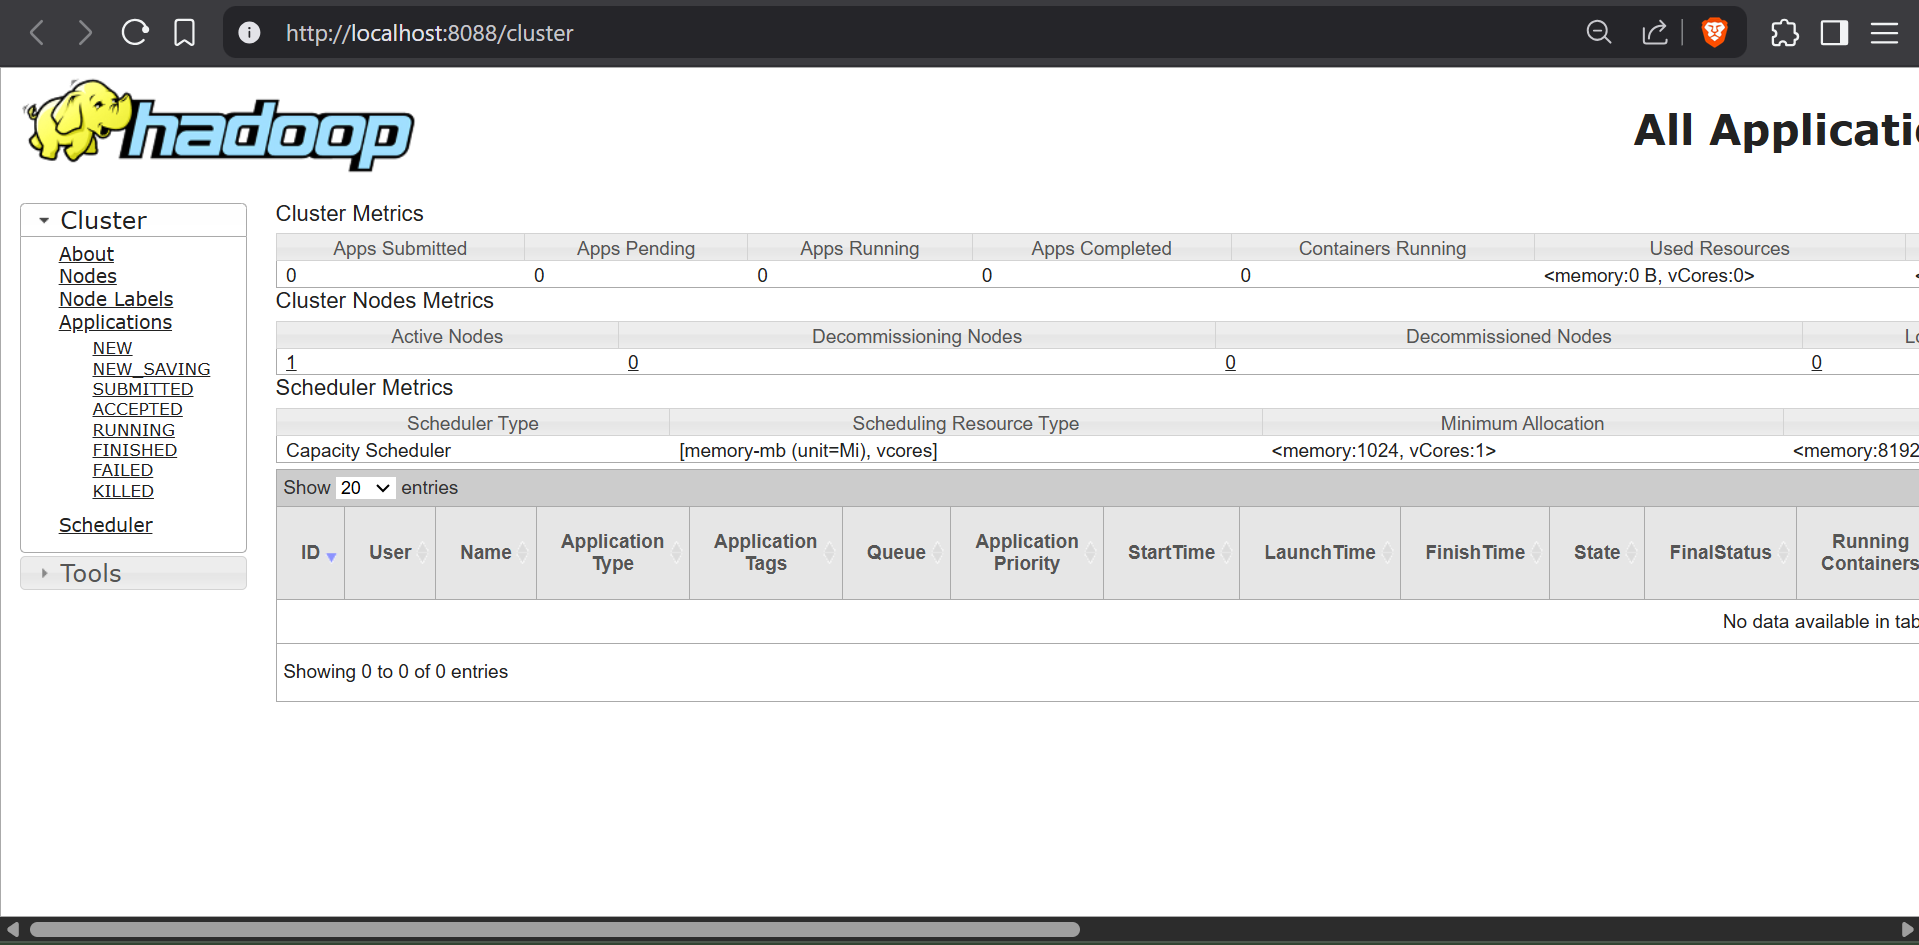 http://localhost:8088/cluster
hadoop
All Applicati
Cluster
About
Nodes
Node Labels
Applications
NEW
NEW_SAVING
SUBMITTED
ACCEPTED
RUNNING
FINISHED
FAILED
KILLED
Scheduler
Tools
Cluster Metrics
Apps Submitted Apps Pending Apps Running Apps Completed Containers Running Used Resources
0 0 0 0 0 <memory:0 B, vCores:0> <
Cluster Nodes Metrics
Active Nodes Decommissioning Nodes Decommissioned Nodes Lo
1 0 0 0
Scheduler Metrics
Scheduler Type Scheduling Resource Type Minimum Allocation
Capacity Scheduler [memory-mb (unit=Mi), vcores] <memory:1024, vCores:1> <memory:8192
Show 20 entries
ID User Name Application Type Application Tags Queue Application Priority StartTime LaunchTime FinishTime State FinalStatus Running Containers
No data available in tab
Showing 0 to 0 of 0 entries